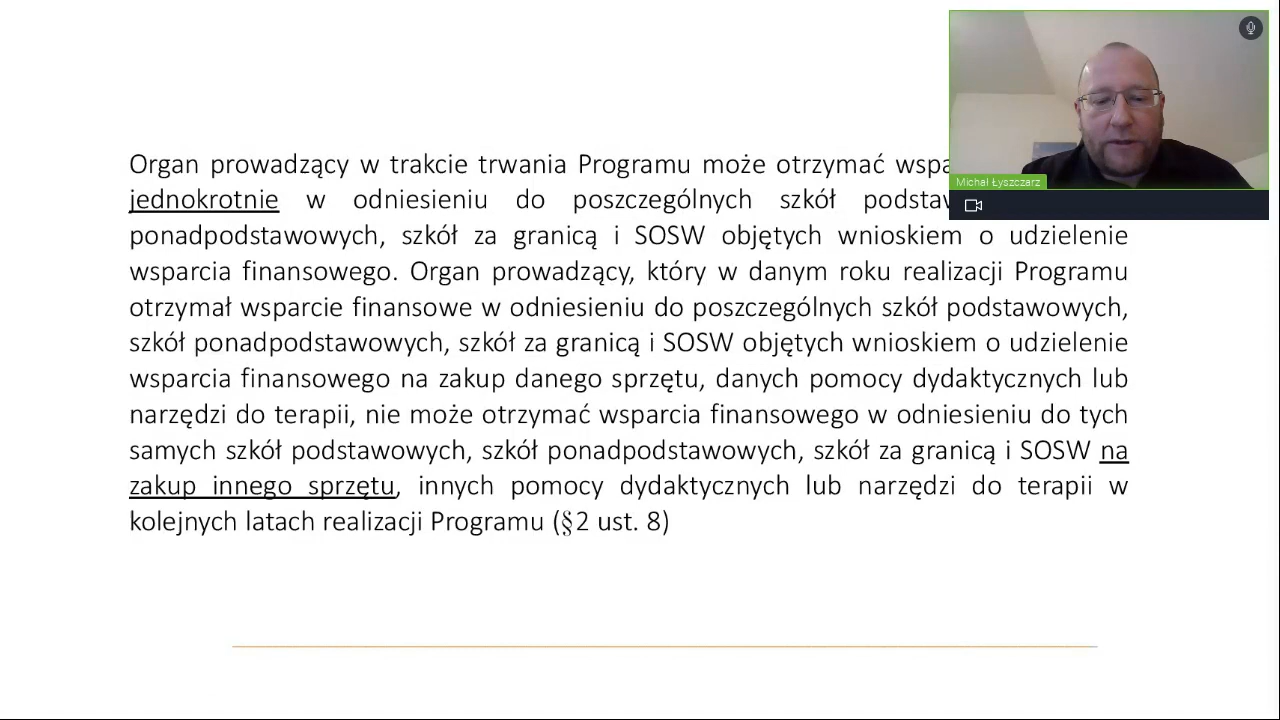 Organ prowadzący w trakcie trwania Programu może otrzymać
jednokrotnie w odniesieniu do poszczególnych szkół
ponadpodstawowych, szkół za granicą i SOSW objętych wnioskiem o udzielenie
wsparcia finansowego. Organ prowadzący, który w danym roku realizacji Programu
otrzymał wsparcie finansowe w odniesieniu do poszczególnych szkół podstawowych,
szkół ponadpodstawowych, szkół za granicą i SOSW objętych wnioskiem o udzielenie
wsparcia finansowego na zakup danego sprzętu, danych pomocy dydaktycznych lub
narzędzi do terapii, nie może otrzymać wsparcia finansowego w odniesieniu do tych
samych szkół podstawowych, szkół ponadpodstawowych, szkół za granicą i SOSW na
zakup innego sprzętu, innych pomocy dydaktycznych lub narzędzi do terapii w
kolejnych latach realizacji Programu (§2 ust. 8)
Michał Łyszczarz